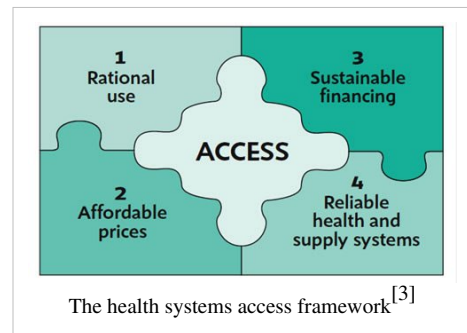 1
Rational
use
3
Sustainable
financing
ACCESS
2
Affordable
prices
4
Reliable
health and
supply systems
The health systems access framework[3]